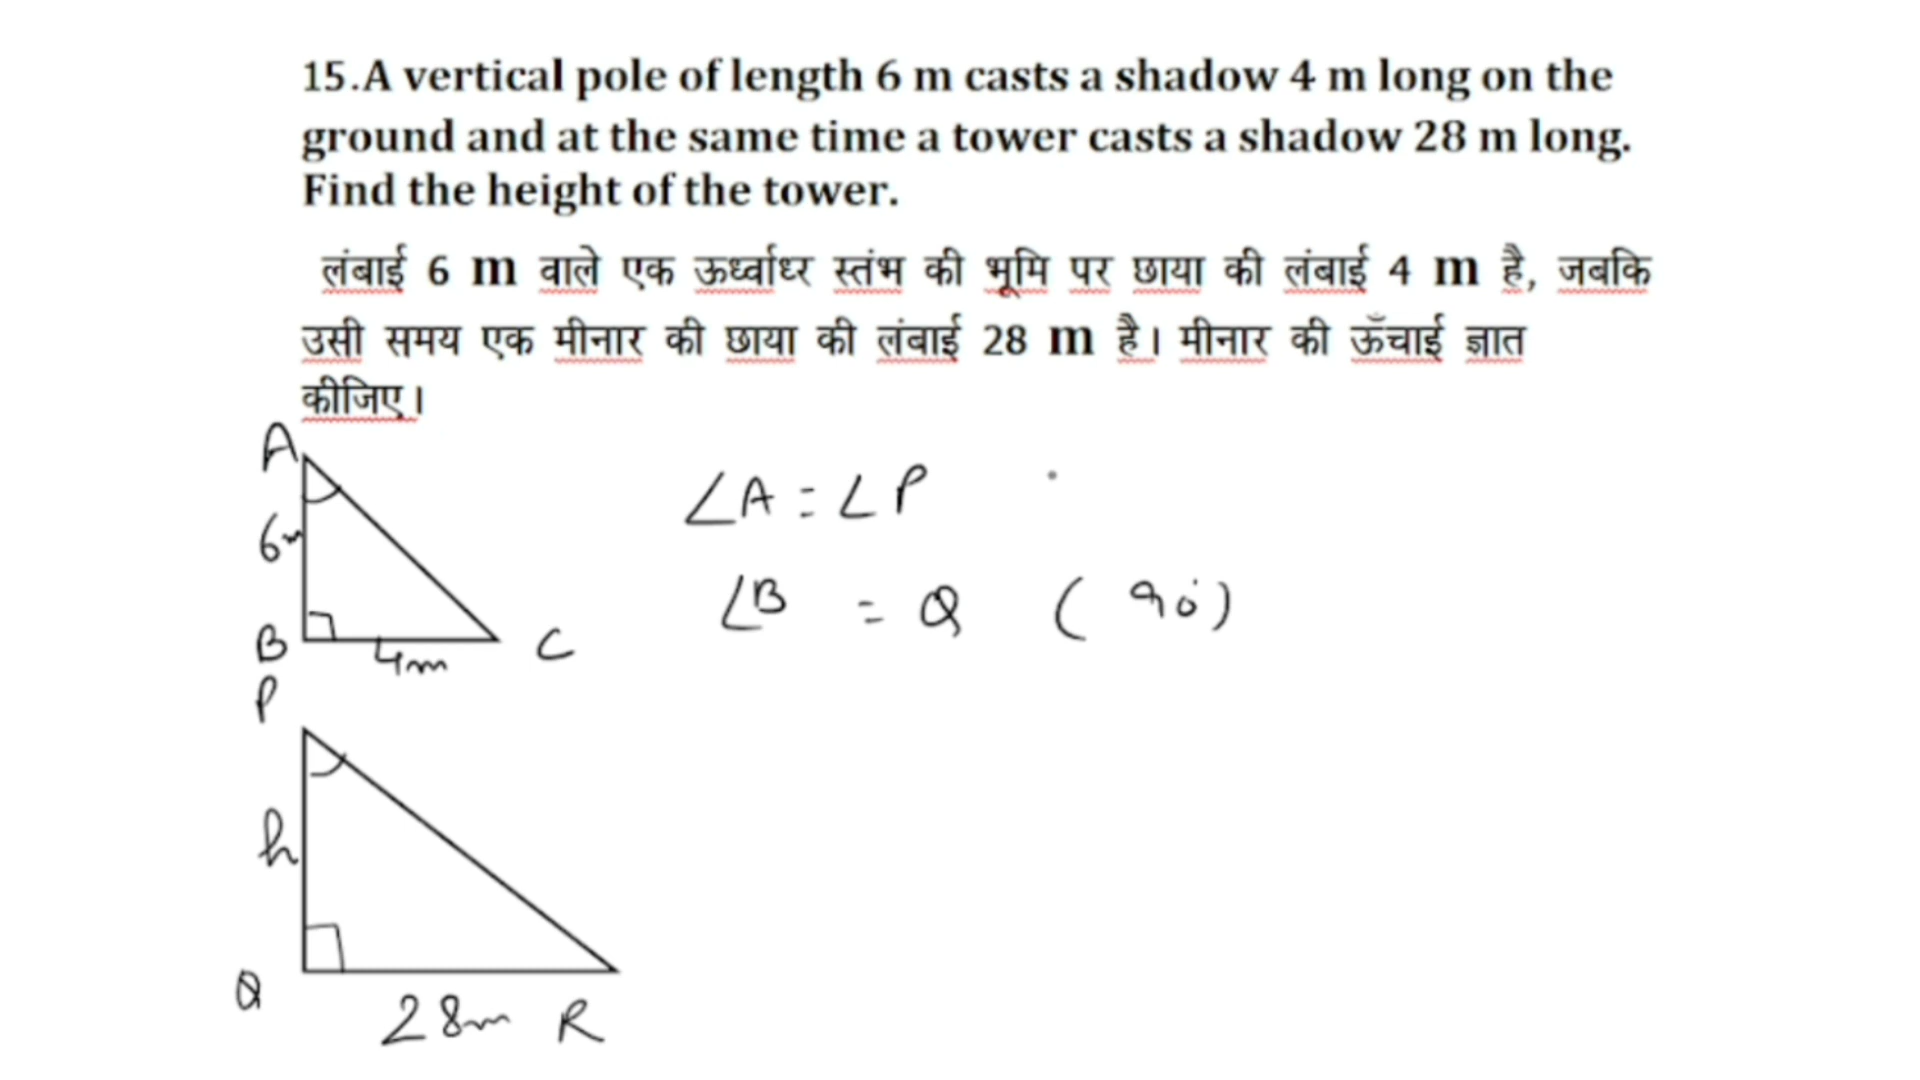 15.A vertical pole of length 6 m casts a shadow 4 m long on the
ground and at the same time a tower casts a shadow 28 m long.
Find the height of the tower.
लंबाई 6 m वाले एक ऊर्ध्वाधर स्तंभ की भूमि पर छाया की लंबाई 4 m है, जबकि
उसी समय एक मीनार की छाया की लंबाई 28 m है। मीनार की ऊँचाई ज्ञात
कीजिए।
A
6m
B
4m
C
∠A = ∠P
∠B = Q (90°)
P
h
Q
28m
R